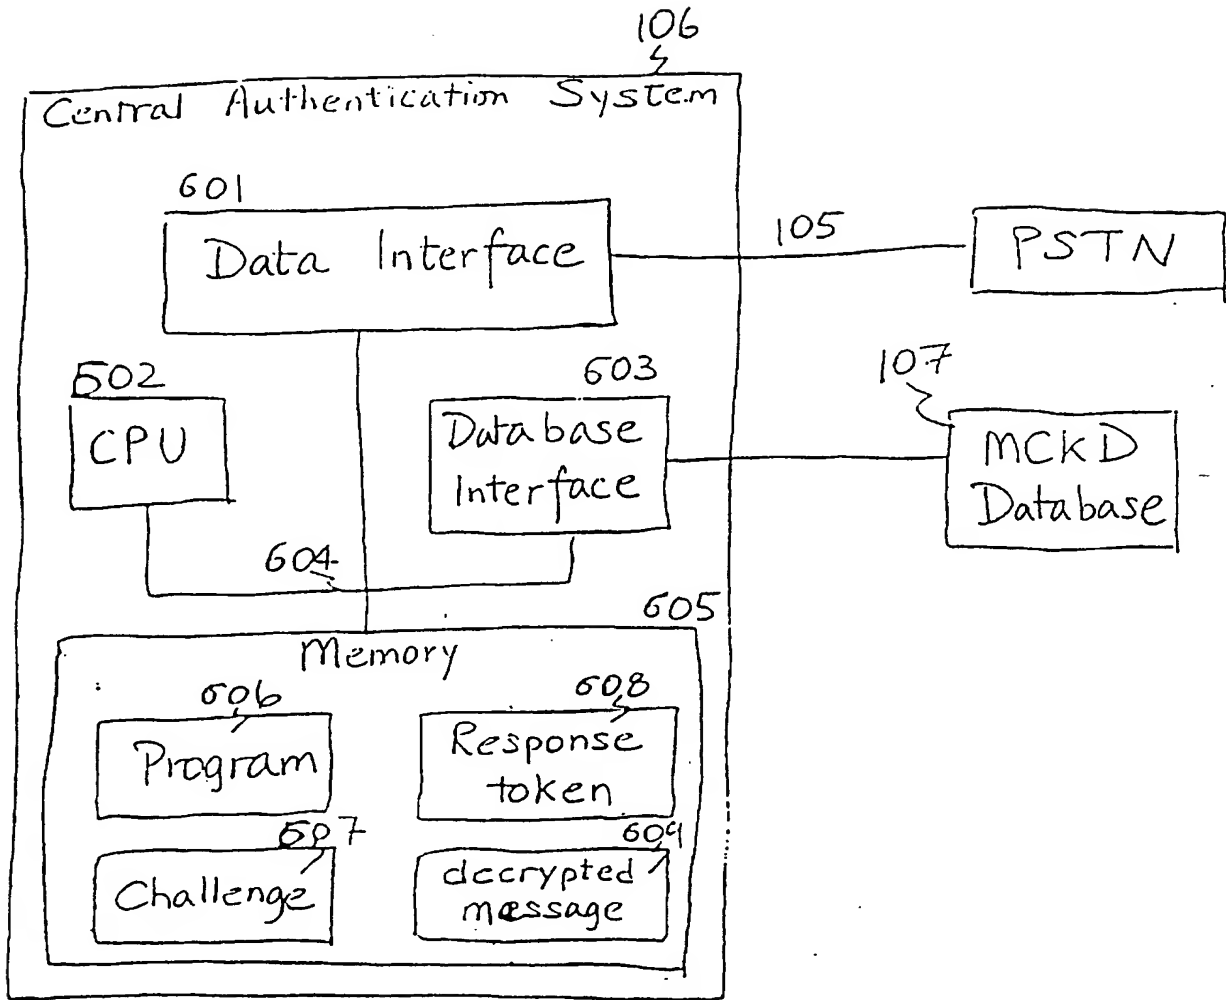 106
Central Authentication System
601
Data Interface
105
PSTN
602
CPU
603
Database
Interface
107
MCKD
Database
604
605
Memory
606
Program
608
Response
token
607
Challenge
609
decrypted
message